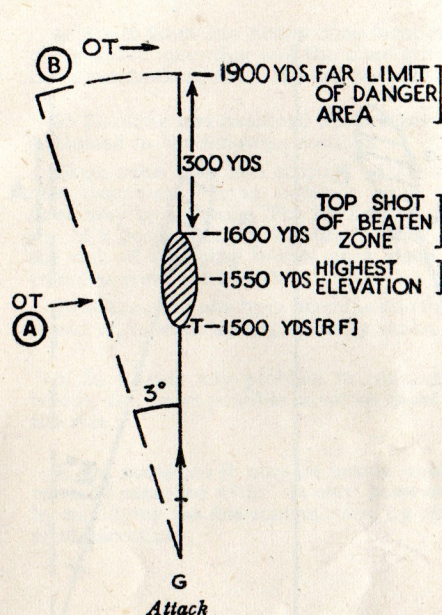 B OT
1900 YDS. FAR LIMIT
OF DANGER
AREA
300 YDS
TOP SHOT
OF BEATEN
ZONE
1600 YDS
1550 YDS HIGHEST
ELEVATION
OT
A
T-1500 YDS [RF]
3°
G
Attack